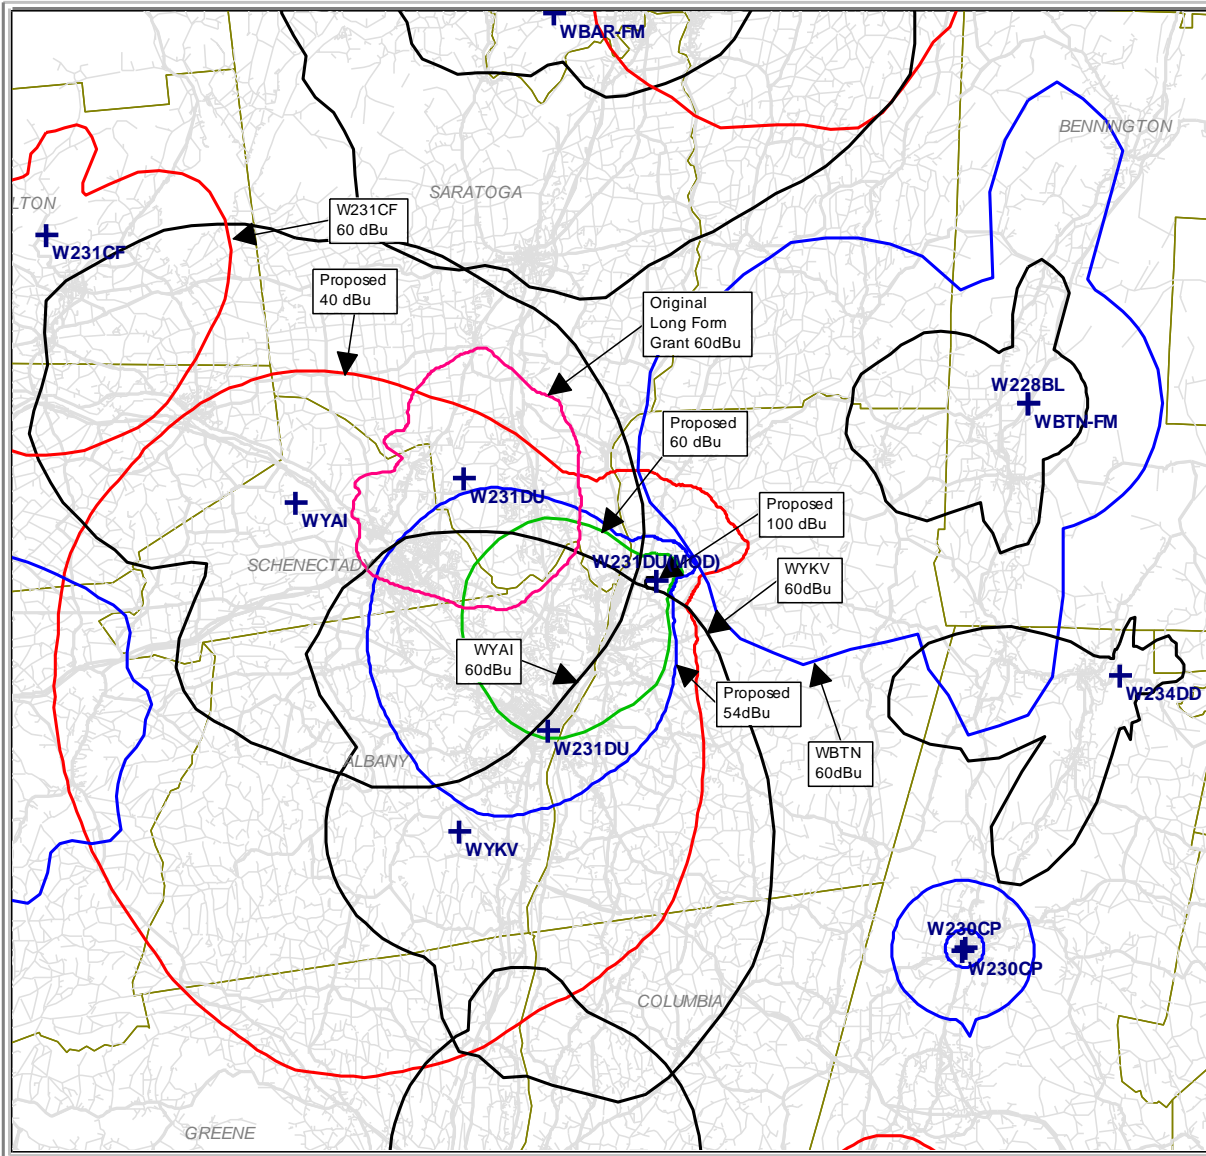 WBAR-FM
BENNINGTON
SARATOGA
LTON
W231CF
60 dBu
W231CF
Proposed
40 dBu
Original
Long Form
Grant 60dBu
W228BL
WBTN-FM
Proposed
60 dBu
W231DU
WYAI
Proposed
100 dBu
SCHENECTAD
W231DU(MOD)
WYKV
60dBu
WYAI
60dBu
W234DD
Proposed
54dBu
W231DU
WBTN
60dBu
ALBANY
WYKV
W230CP
W230CP
COLUMBIA
GREENE